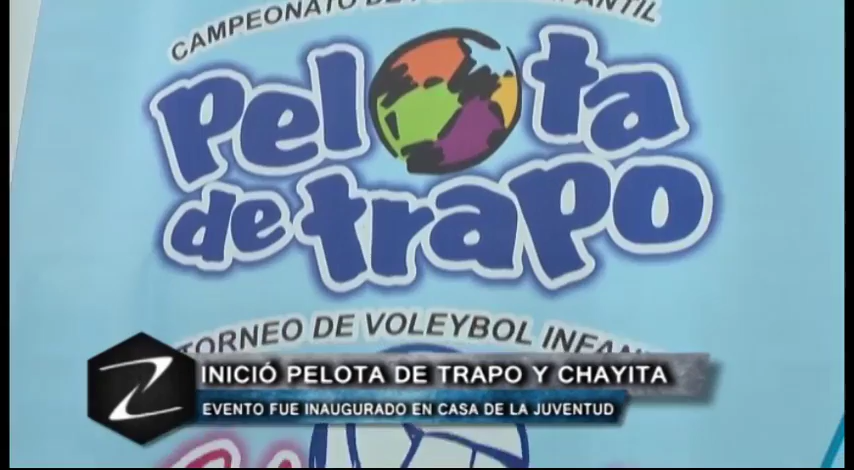 CAMPEONATO DE
Pelota
de trapo
TORNEO DE VOLEYBOL
INICIÓ PELOTA DE TRAPO Y CHAYITA
EVENTO FUE INAUGURADO EN CASA DE LA JUVENTUD